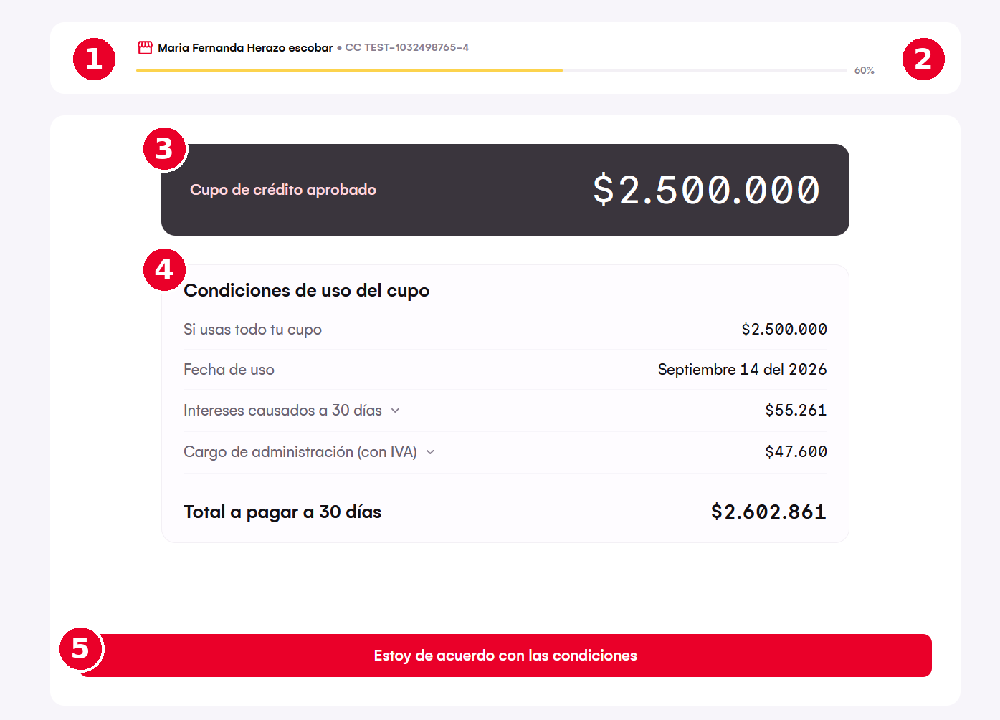 1
Maria Fernanda Herazo escobar • CC TEST-1032498765-4
60%
2
3
Cupo de crédito aprobado $2.500.000
4
Condiciones de uso del cupo
Si usas todo tu cupo $2.500.000
Fecha de uso Septiembre 14 del 2026
Intereses causados a 30 días $55.261
Cargo de administración (con IVA) $47.600
Total a pagar a 30 días $2.602.861
5
Estoy de acuerdo con las condiciones